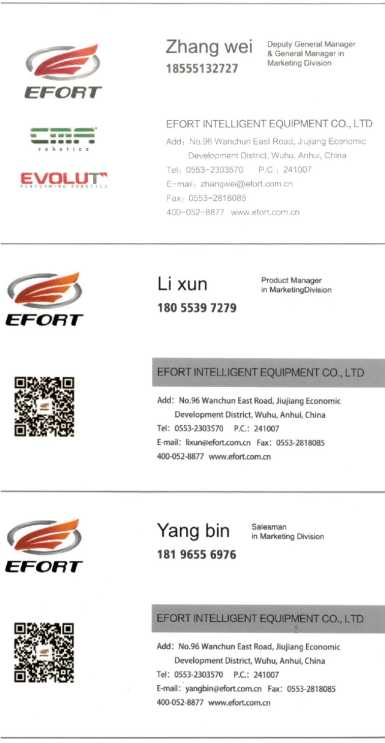 Zhang wei
Deputy General Manager
& General Manager in
Marketing Division
18555132727
EFORT
CMA
robotics
EVOLUT
PERFORMING ROBOTICS
EFORT INTELLIGENT EQUIPMENT CO., LTD
Add: No.96 Wanchun East Road, Jiujiang Economic
Development District, Wuhu, Anhui, China
Tel: 0553-2303570 P.C.: 241007
E-mail: zhangwei@efort.com.cn
Fax: 0553-2818085
400-052-8877 www.efort.com.cn
EFORT
Li xun
Product Manager
in MarketingDivision
180 5539 7279
EFORT INTELLIGENT EQUIPMENT CO., LTD
Add: No.96 Wanchun East Road, Jiujiang Economic
Development District, Wuhu, Anhui, China
Tel: 0553-2303570 P.C.: 241007
E-mail: lixun@efort.com.cn Fax: 0553-2818085
400-052-8877 www.efort.com.cn
EFORT
Yang bin
Salesman
in Marketing Division
181 9655 6976
EFORT INTELLIGENT EQUIPMENT CO., LTD
Add: No.96 Wanchun East Road, Jiujiang Economic
Development District, Wuhu, Anhui, China
Tel: 0553-2303570 P.C.: 241007
E-mail: yangbin@efort.com.cn Fax: 0553-2818085
400-052-8877 www.efort.com.cn